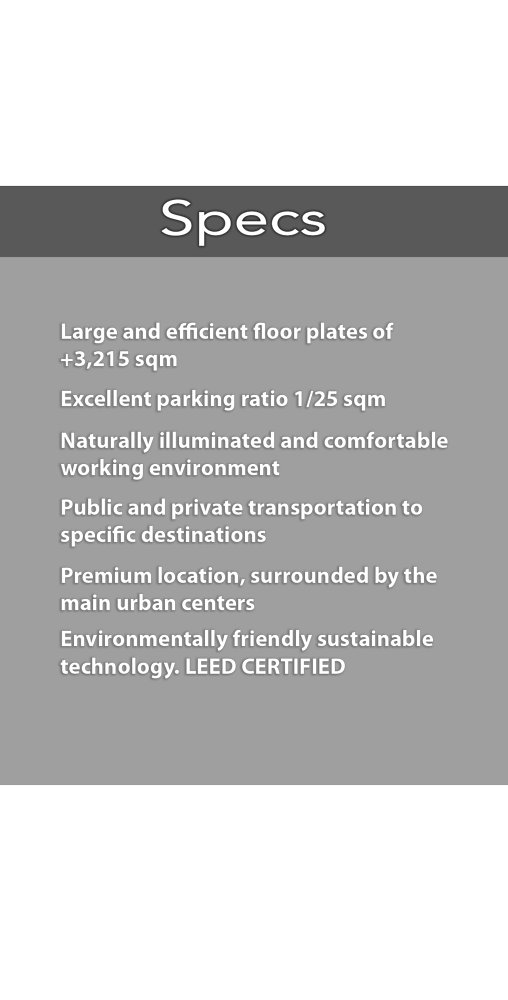 Specs
Large and efficient floor plates of
+3,215 sqm
Excellent parking ratio 1/25 sqm
Naturally illuminated and comfortable
working environment
Public and private transportation to
specific destinations
Premium location, surrounded by the
main urban centers
Environmentally friendly sustainable
technology. LEED CERTIFIED